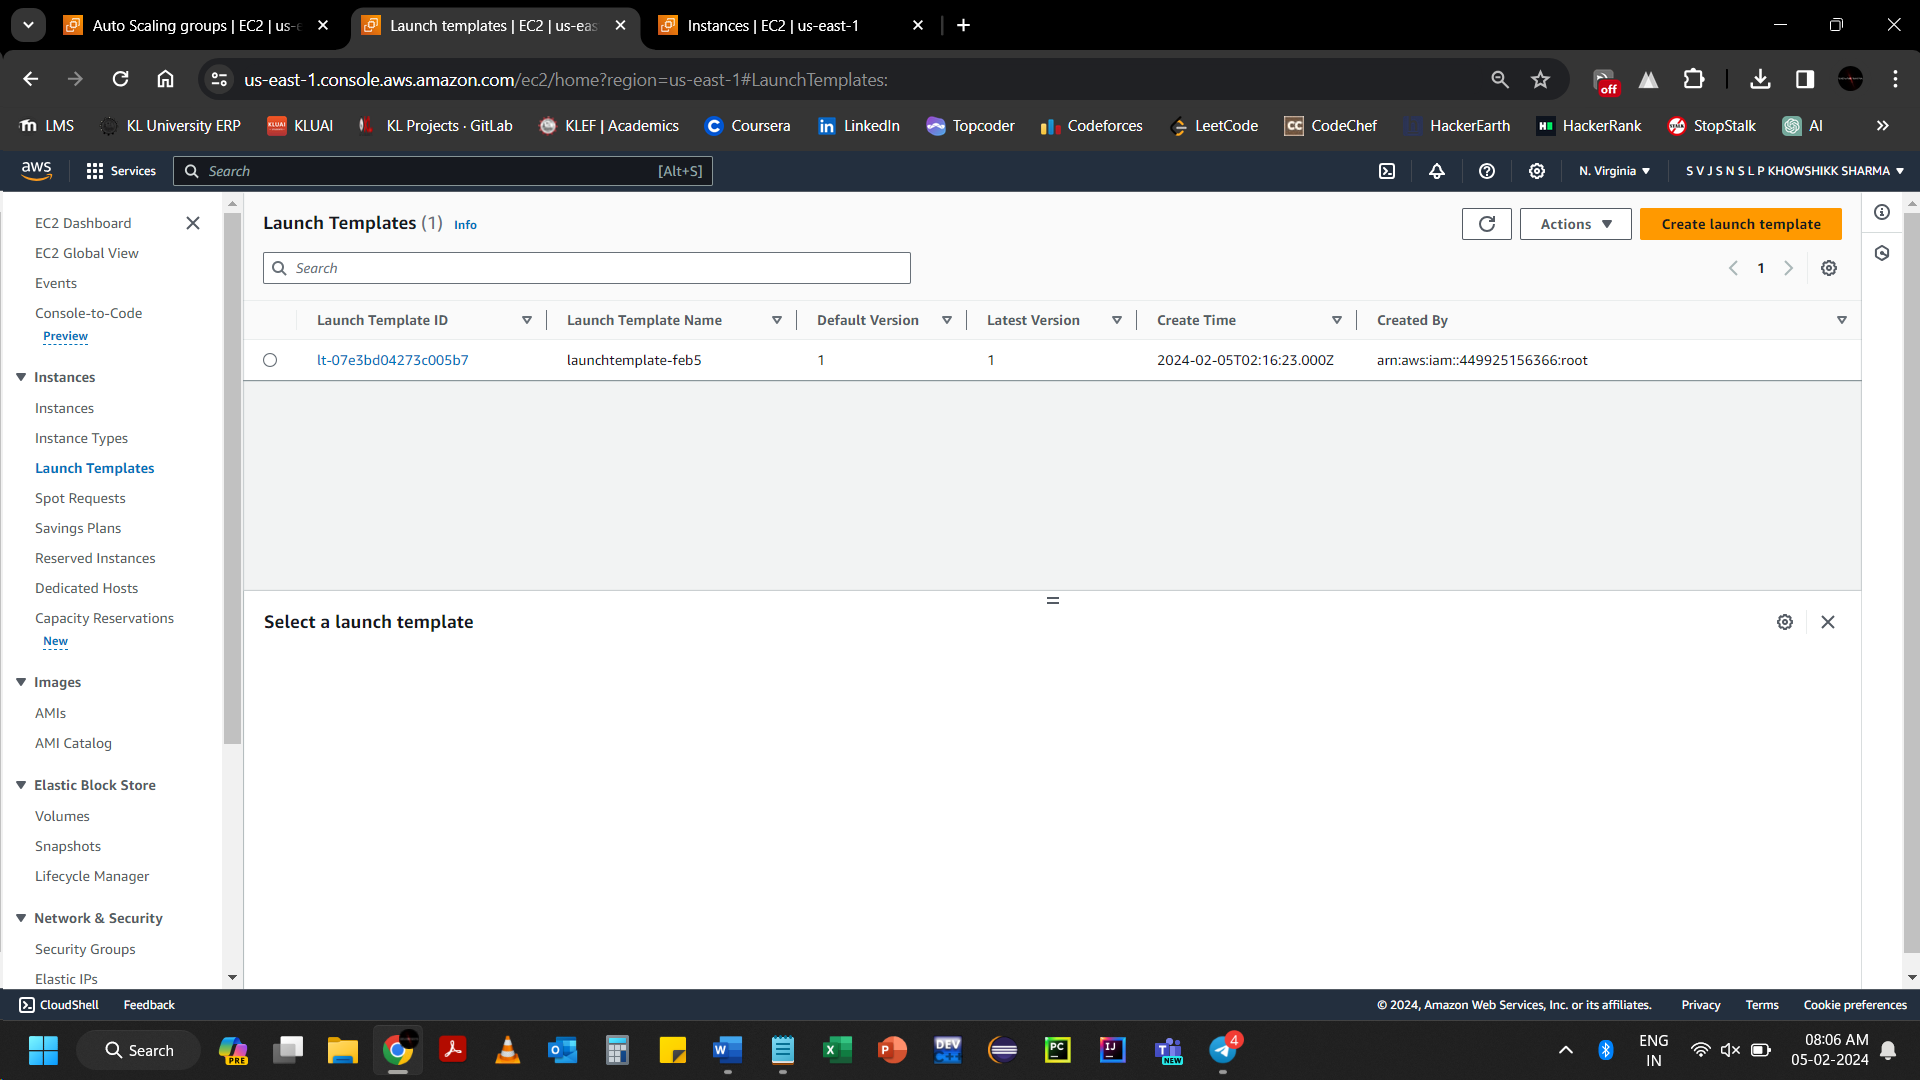 Auto Scaling groups | EC2 | us-e
Launch templates | EC2 | us-eas
Instances | EC2 | us-east-1
us-east-1.console.aws.amazon.com/ec2/home?region=us-east-1#LaunchTemplates:
off
LMS
KL University ERP
KLUAI
KL Projects · GitLab
KLEF | Academics
Coursera
LinkedIn
Topcoder
Codeforces
LeetCode
CodeChef
HackerEarth
HackerRank
StopStalk
AI
aws
Services
Search
[Alt+S]
N. Virginia
S V J S N S L P KHOWSHIKK SHARMA
EC2 Dashboard
EC2 Global View
Events
Console-to-Code
Preview
Instances
Instances
Instance Types
Launch Templates
Spot Requests
Savings Plans
Reserved Instances
Dedicated Hosts
Capacity Reservations
New
Images
AMIs
AMI Catalog
Elastic Block Store
Volumes
Snapshots
Lifecycle Manager
Network & Security
Security Groups
Elastic IPs
Launch Templates (1) Info
Actions
Create launch template
Search
1
Launch Template ID Launch Template Name Default Version Latest Version Create Time Created By
lt-07e3bd04273c005b7 launchtemplate-feb5 1 1 2024-02-05T02:16:23.000Z arn:aws:iam::449925156366:root
Select a launch template
CloudShell Feedback
© 2024, Amazon Web Services, Inc. or its affiliates. Privacy Terms Cookie preferences
Search
PRE
DEV
C++
PC
IJ
NEW
4
ENG
IN
08:06 AM
05-02-2024